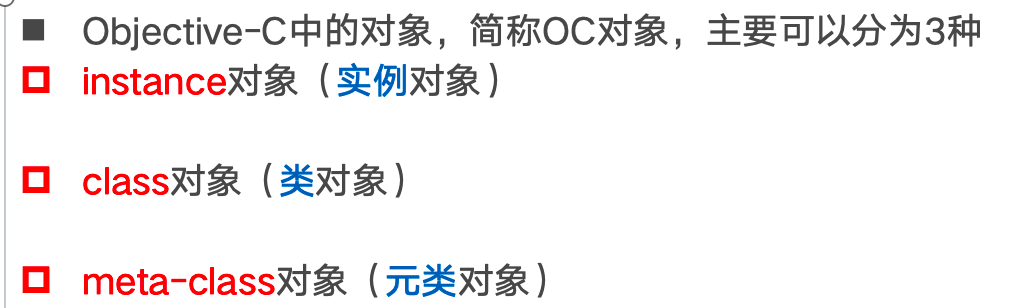 Objective-C中的对象，简称OC对象，主要可以分为3种
instance对象（实例对象）
class对象（类对象）
meta-class对象（元类对象）